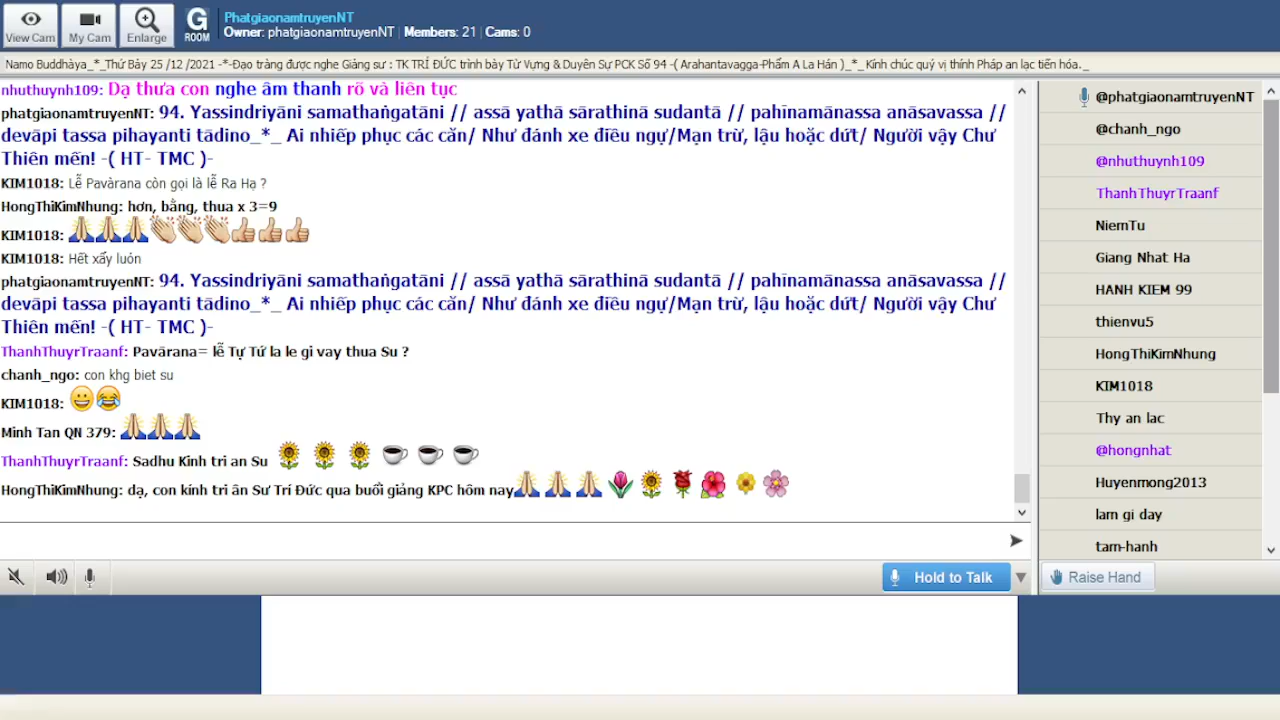 View Cam
My Cam
Enlarge
G
ROOM
PhatgiaonamtruyenNT
Owner: phatgiaonamtruyenNT | Members: 21 | Cams: 0
Namo Buddhàya_*_Thứ Bảy 25 /12 /2021 -*-Đạo tràng được nghe Giảng sư : TK TRÍ ĐỨC trình bày Từ Vựng & Duyên Sự PCK Số 94 -( Arahantavagga-Phẩm A La Hán )_*_ Kính chúc quý vị thính Pháp an lạc tiến hóa._
nhuthuynh109: Dạ thưa con nghe âm thanh rõ và liên tục
phatgiaonamtruyenNT: 94. Yassindriyāni samathaṅgatāni // assā yathā sārathinā sudantā // pahīnamānassa anāsavassa //
devāpi tassa pihayanti tādino_*_ Ai nhiếp phục các căn/ Như đánh xe điều ngự/Mạn trừ, lậu hoặc dứt/ Người vậy Chư
Thiên mến! -( HT- TMC )-
KIM1018: Lễ Pavàrana còn gọi là lễ Ra Hạ ?
HongThiKimNhung: hơn, bằng, thua x 3=9
KIM1018:
KIM1018: Hết xẩy luôn
phatgiaonamtruyenNT: 94. Yassindriyāni samathaṅgatāni // assā yathā sārathinā sudantā // pahīnamānassa anāsavassa //
devāpi tassa pihayanti tādino_*_ Ai nhiếp phục các căn/ Như đánh xe điều ngự/Mạn trừ, lậu hoặc dứt/ Người vậy Chư
Thiên mến! -( HT- TMC )-
ThanhThuyrTraanf: Pavārana= lễ Tự Tứ la le gi vay thua Su ?
chanh_ngo: con khg biet su
KIM1018:
Minh Tan QN 379:
ThanhThuyrTraanf: Sadhu Kinh tri an Su
HongThiKimNhung: dạ, con kính tri ân Sư Trí Đức qua buổi giảng KPC hôm nay
@phatgiaonamtruyenNT
@chanh_ngo
@nhuthuynh109
ThanhThuyrTraanf
NiemTu
Giang Nhat Ha
HANH KIEM 99
thienvu5
HongThiKimNhung
KIM1018
Thy an lac
@hongnhat
Huyenmong2013
lam gi day
tam-hanh
Hold to Talk
Raise Hand